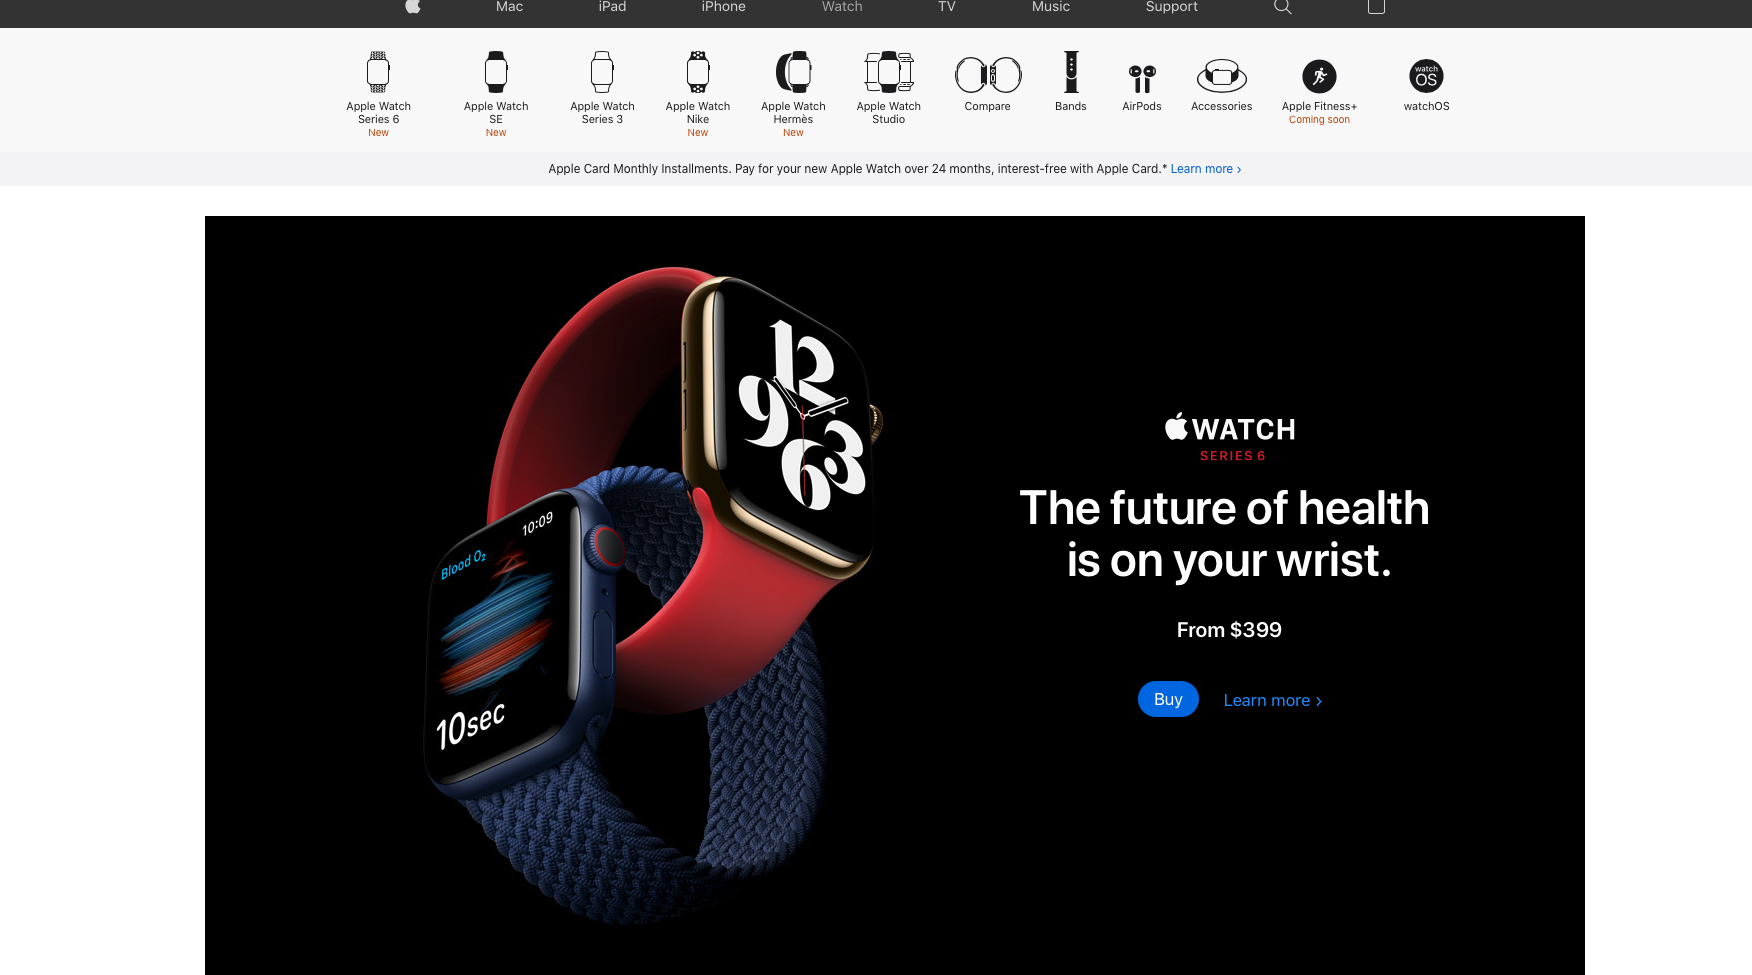 Mac iPad iPhone Watch TV Music Support
Apple Watch
Series 6
New
Apple Watch
SE
New
Apple Watch
Series 3
Apple Watch
Nike
New
Apple Watch
Hermès
New
Apple Watch
Studio
Compare
Bands
AirPods
Accessories
Apple Fitness+
Coming soon
watch
OS
watchOS
Apple Card Monthly Installments. Pay for your new Apple Watch over 24 months, interest-free with Apple Card.* Learn more ›
12
9 3
6
10:09
Blood O₂
10sec
WATCH
SERIES 6
The future of health
is on your wrist.
From $399
Buy Learn more ›